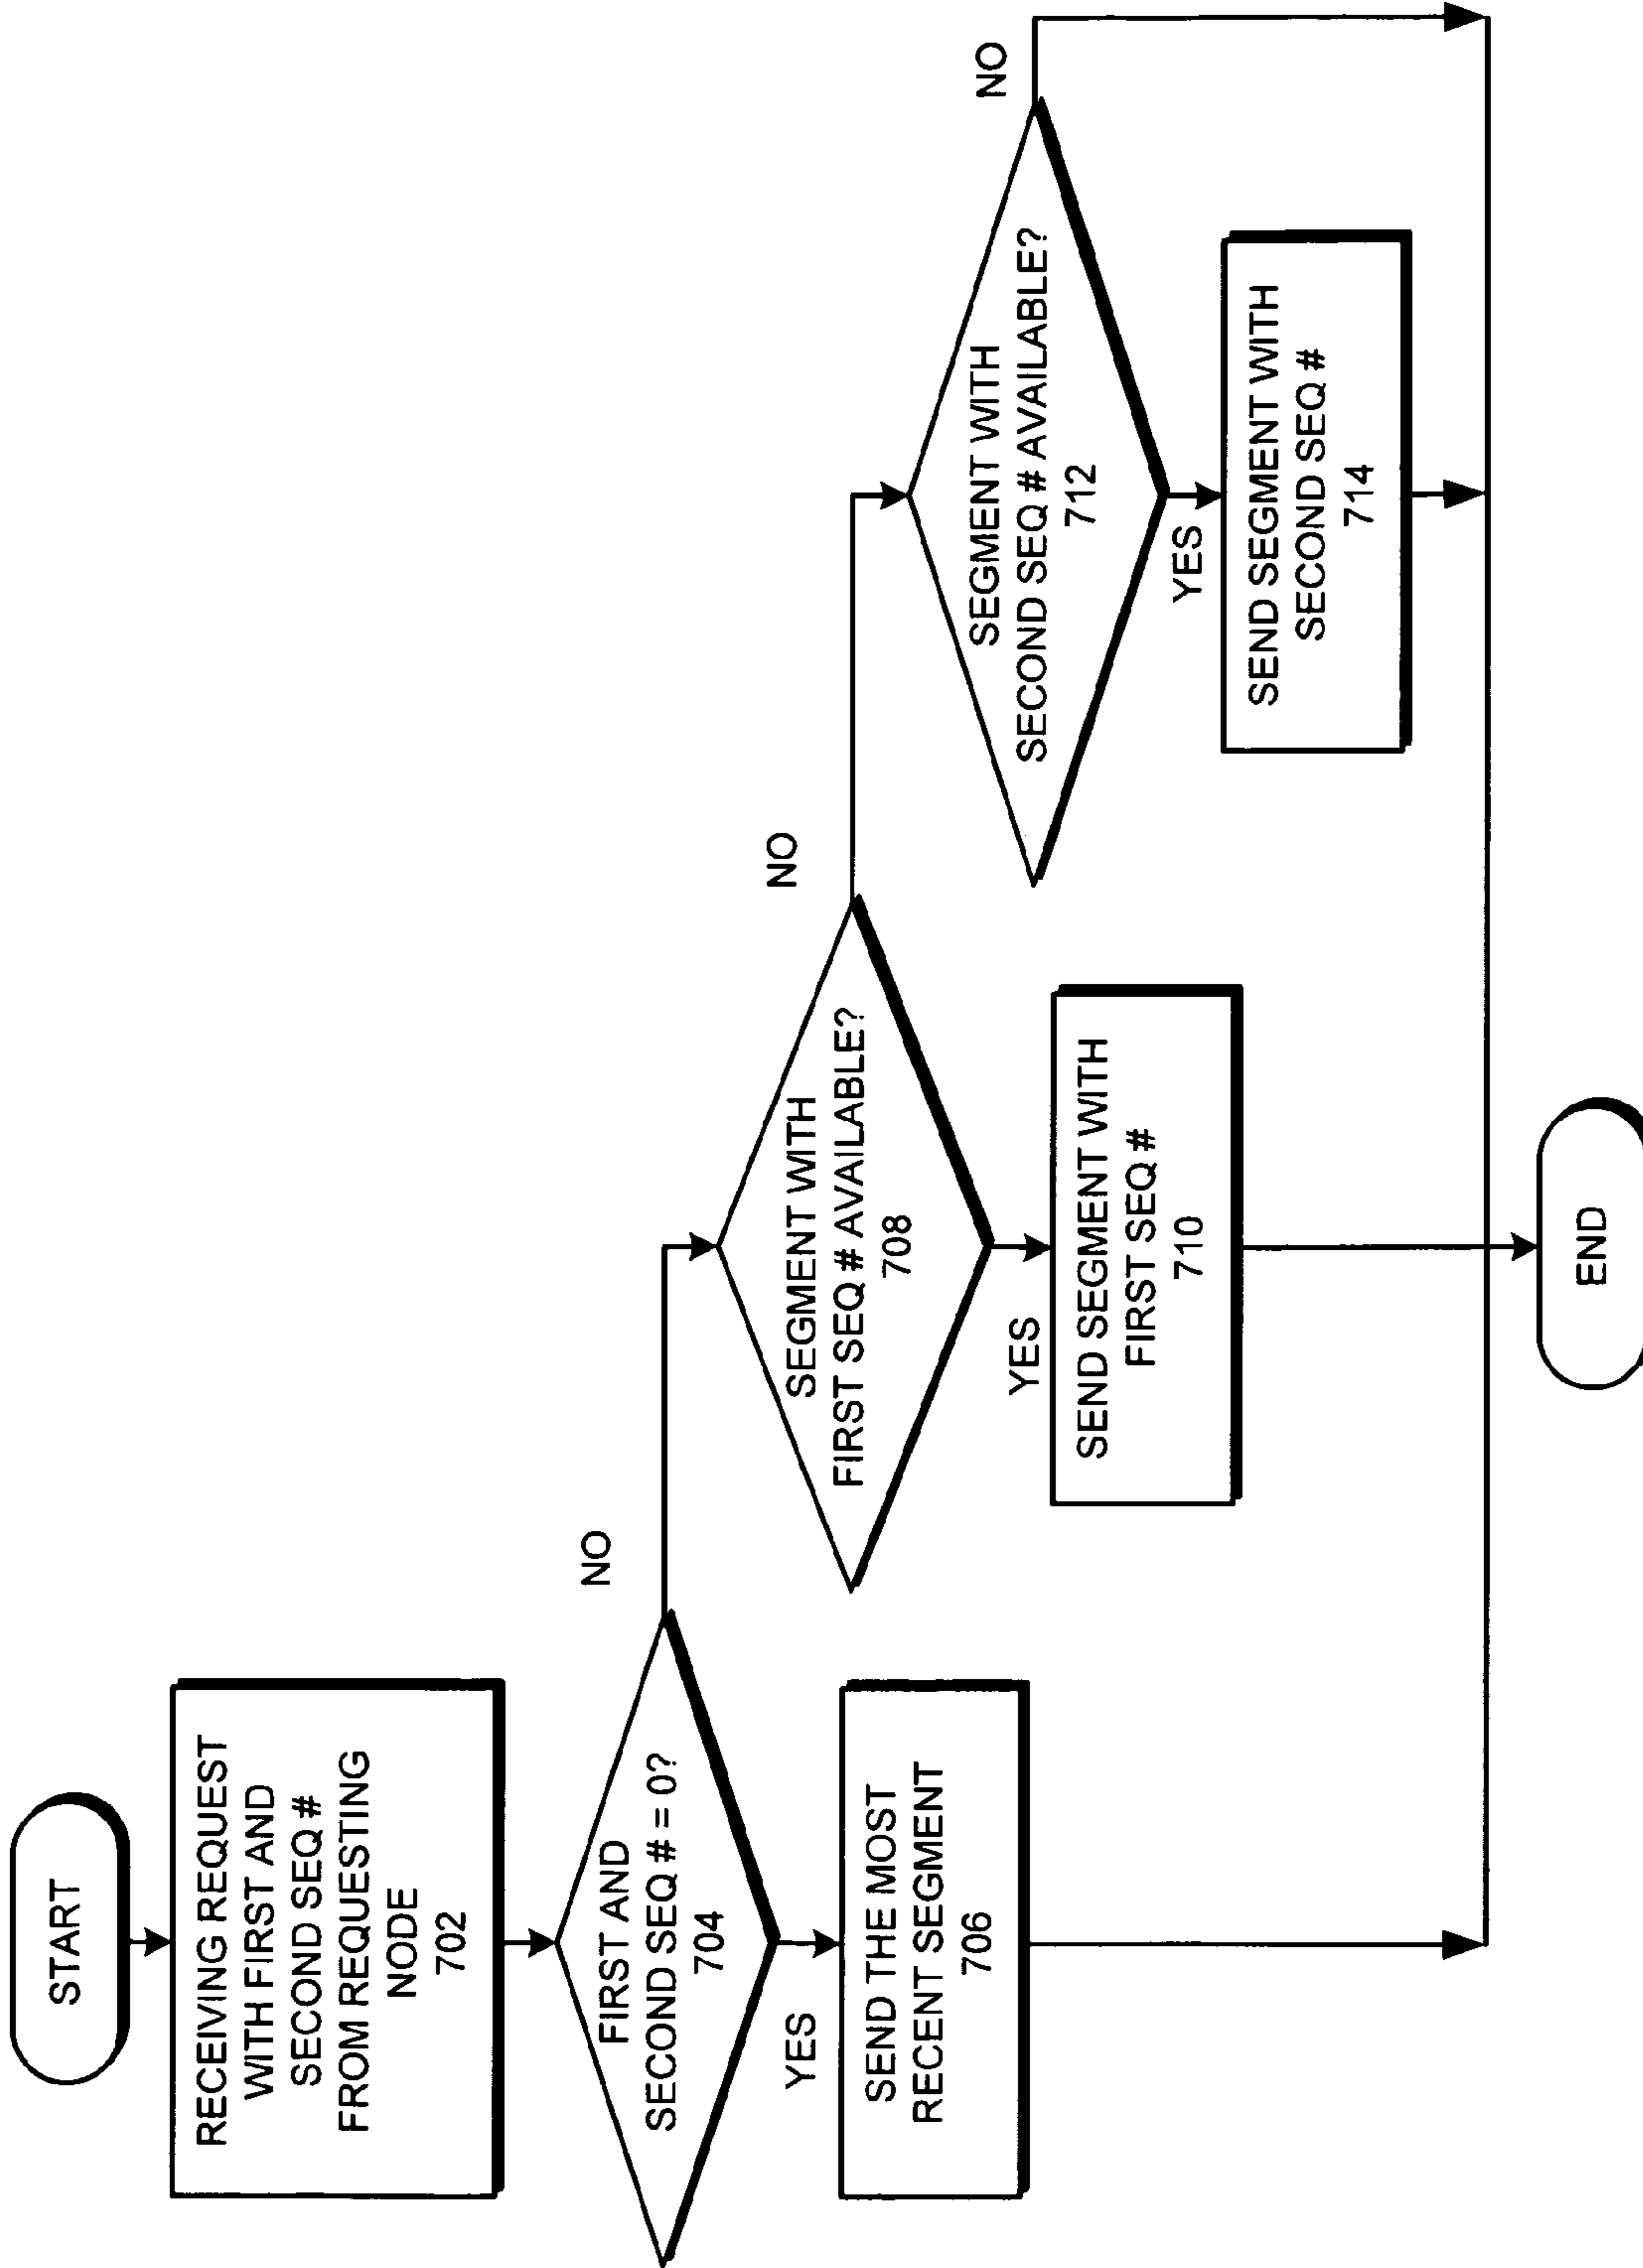 START
RECEIVING REQUEST
WITH FIRST AND
SECOND SEQ #
FROM REQUESTING
NODE
702
FIRST AND
SECOND SEQ # = 0?
704
NO
YES
SEND THE MOST
RECENT SEGMENT
706
SEGMENT WITH
FIRST SEQ # AVAILABLE?
708
NO
YES
SEND SEGMENT WITH
FIRST SEQ #
710
SEGMENT WITH
SECOND SEQ # AVAILABLE?
712
NO
YES
SEND SEGMENT WITH
SECOND SEQ #
714
END